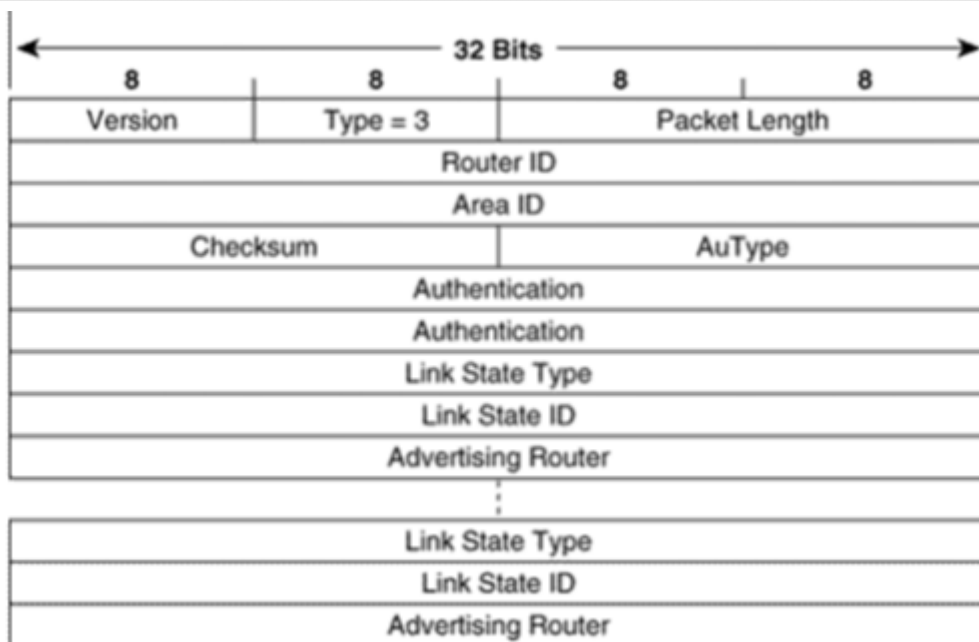 32 Bits
8 8 8 8
Version Type = 3 Packet Length
Router ID
Area ID
Checksum AuType
Authentication
Authentication
Link State Type
Link State ID
Advertising Router
Link State Type
Link State ID
Advertising Router